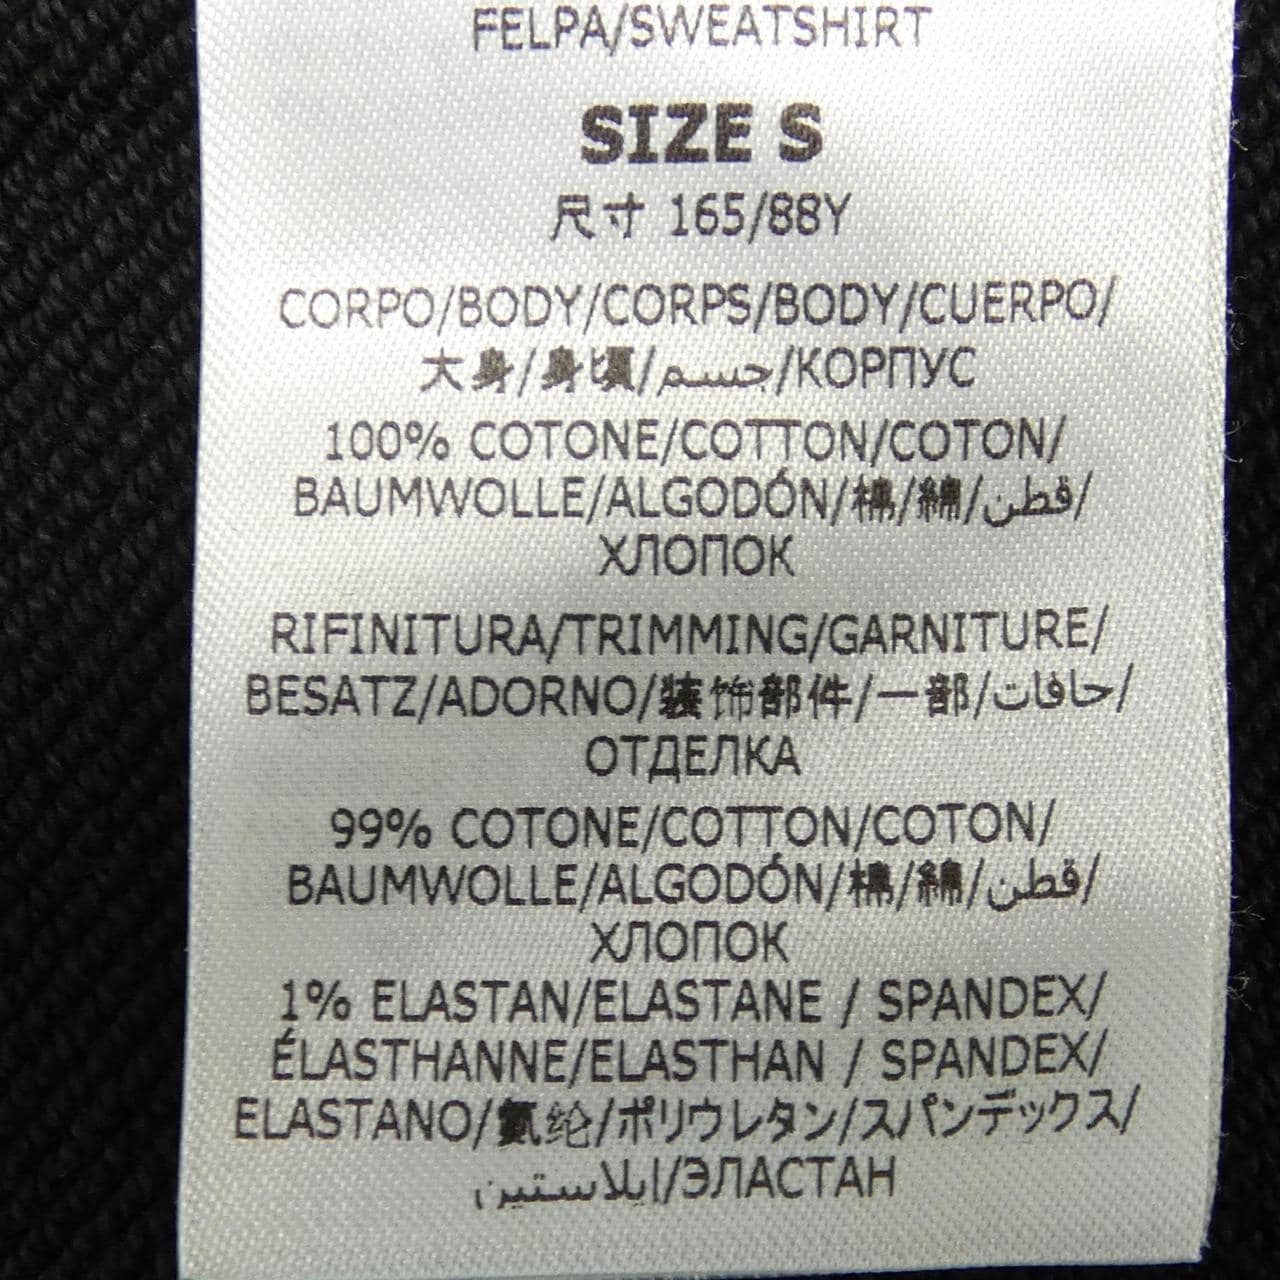 FELPA/SWEATSHIRT
SIZE S
尺寸 165/88Y
CORPO/BODY/CORPS/BODY/CUERPO/
大身/身頃/جسم/КОРПУС
100% COTONE/COTTON/COTON/
BAUMWOLLE/ALGODÓN/棉/綿/قطن/
ХЛОПОК
RIFINITURA/TRIMMING/GARNITURE/
BESATZ/ADORNO/装饰部件/一部/حافات/
ОТДЕЛКА
99% COTONE/COTTON/COTON/
BAUMWOLLE/ALGODÓN/棉/綿/قطن/
ХЛОПОК
1% ELASTAN/ELASTANE / SPANDEX/
ÉLASTHANNE/ELASTHAN / SPANDEX/
ELASTANO/氨纶/ポリウレタン/スパンデックス/
ايلاستين/ЭЛАСТАН